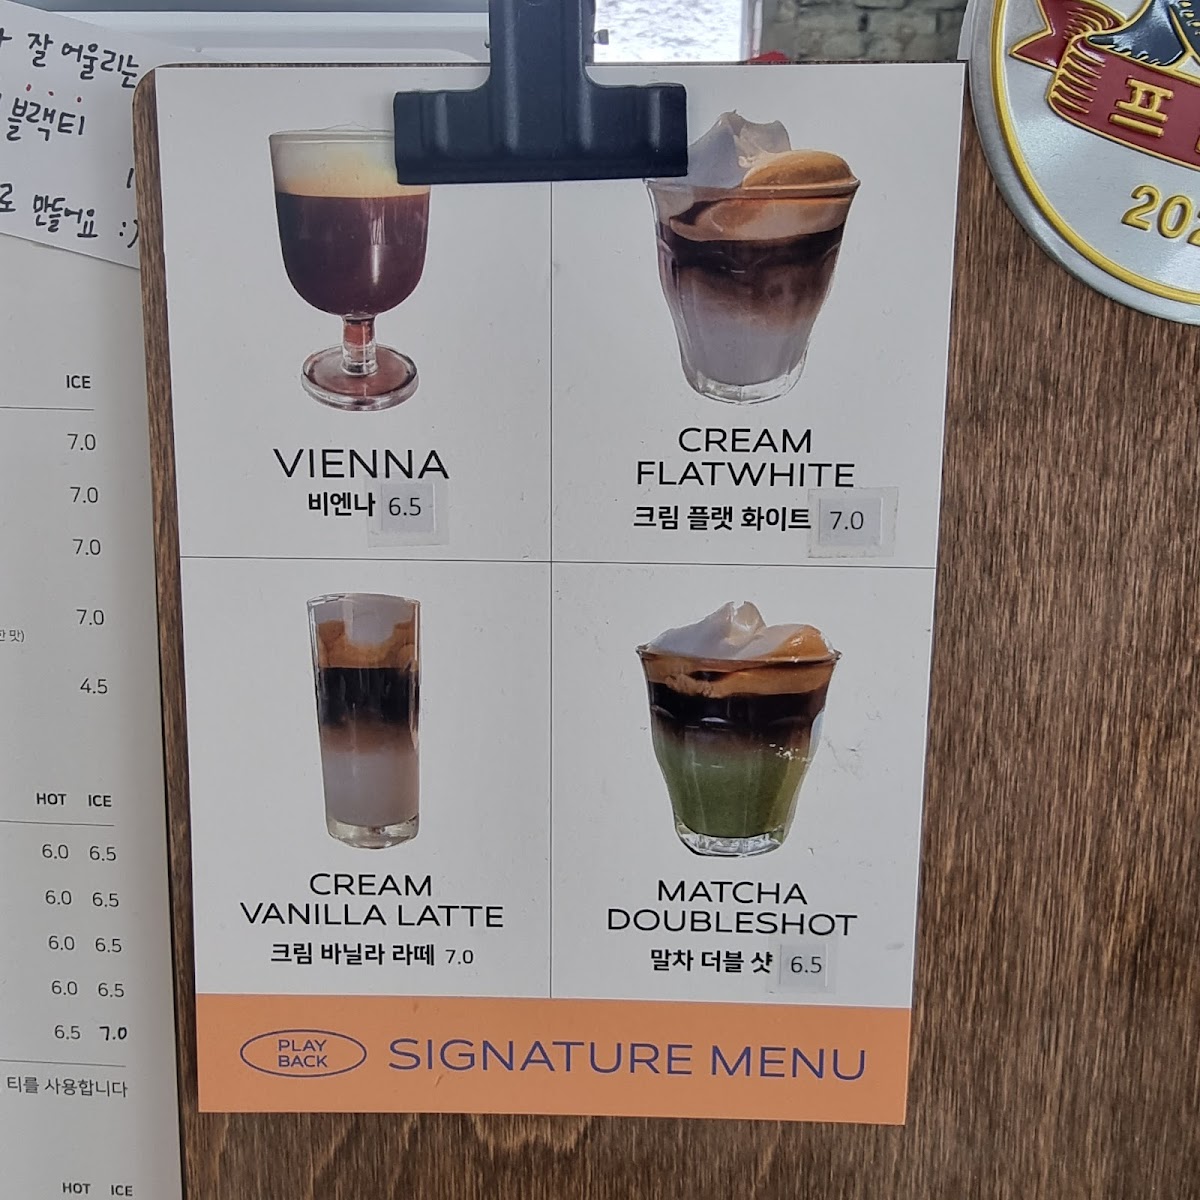 잘 어울리는
블랙티
로 만들어요 :)
ICE
7.0
7.0
7.0
7.0
한 맛)
4.5
HOT ICE
6.0 6.5
6.0 6.5
6.0 6.5
6.0 6.5
6.5 7.0
티를 사용합니다
HOT ICE
VIENNA
비엔나 6.5
CREAM
FLATWHITE
크림 플랫 화이트 7.0
CREAM
VANILLA LATTE
크림 바닐라 라떼 7.0
MATCHA
DOUBLESHOT
말차 더블 샷 6.5
PLAY
BACK
SIGNATURE MENU
프
202